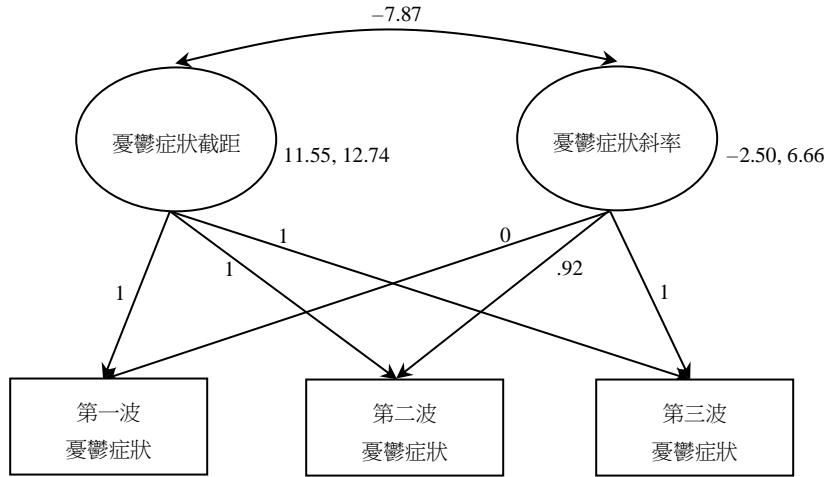 −7.87
憂鬱症狀截距
憂鬱症狀斜率
11.55, 12.74
−2.50, 6.66
1
0
1
.92
1
1
第一波
憂鬱症狀
第二波
憂鬱症狀
第三波
憂鬱症狀